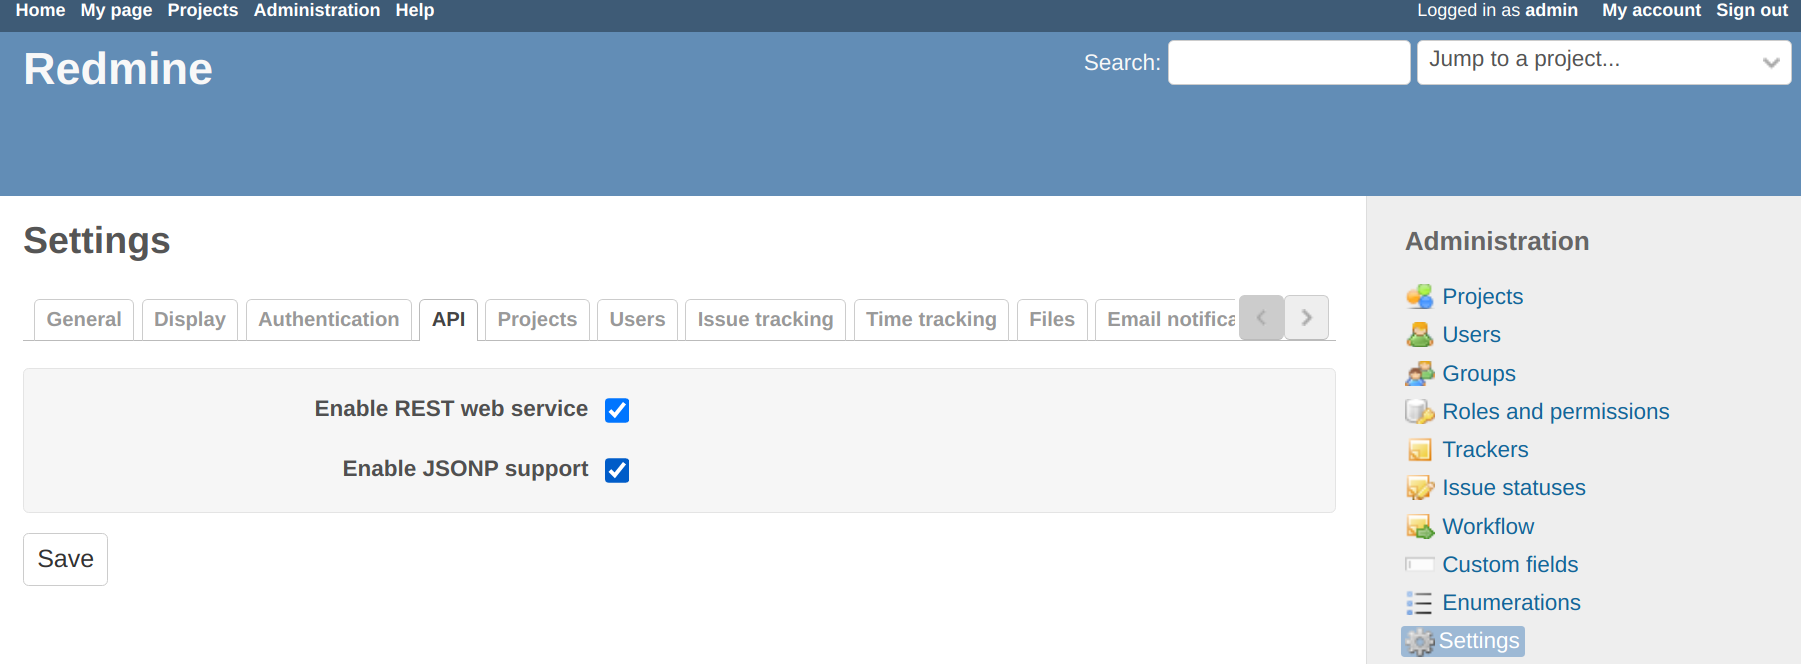 Home My page Projects Administration Help Logged in as admin My account Sign out
Redmine Search: Jump to a project...
Settings
General Display Authentication API Projects Users Issue tracking Time tracking Files Email notifica
Enable REST web service
Enable JSONP support
Save
Administration
Projects
Users
Groups
Roles and permissions
Trackers
Issue statuses
Workflow
Custom fields
Enumerations
Settings